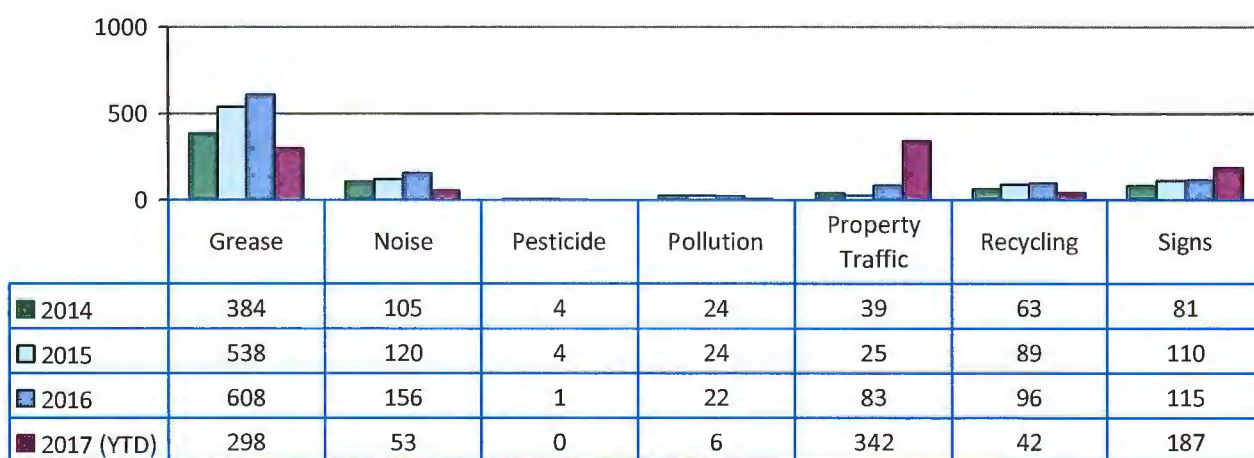 1000
500
0
Grease Noise Pesticide Pollution Property Traffic Recycling Signs
2014 384 105 4 24 39 63 81
2015 538 120 4 24 25 89 110
2016 608 156 1 22 83 96 115
2017 (YTD) 298 53 0 6 342 42 187